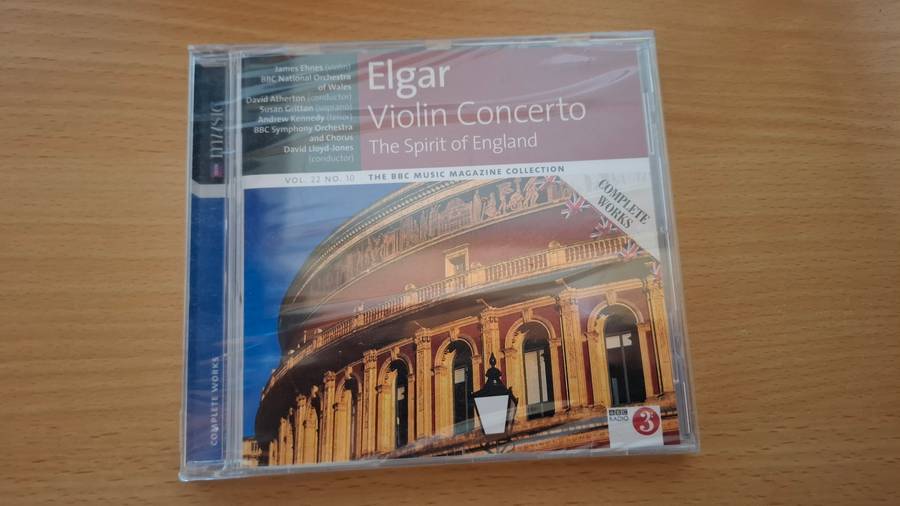 James Ehnes (violin)
BBC National Orchestra
of Wales
David Atherton (conductor)
Susan Gritton (soprano)
Andrew Kennedy (tenor)
BBC Symphony Orchestra
and Chorus
David Lloyd-Jones
(conductor)
Elgar
Violin Concerto
The Spirit of England
VOL. 22 NO. 10 THE BBC MUSIC MAGAZINE COLLECTION
COMPLETE
WORKS
MUSIC
COMPLETE WORKS
BBC
RADIO
3